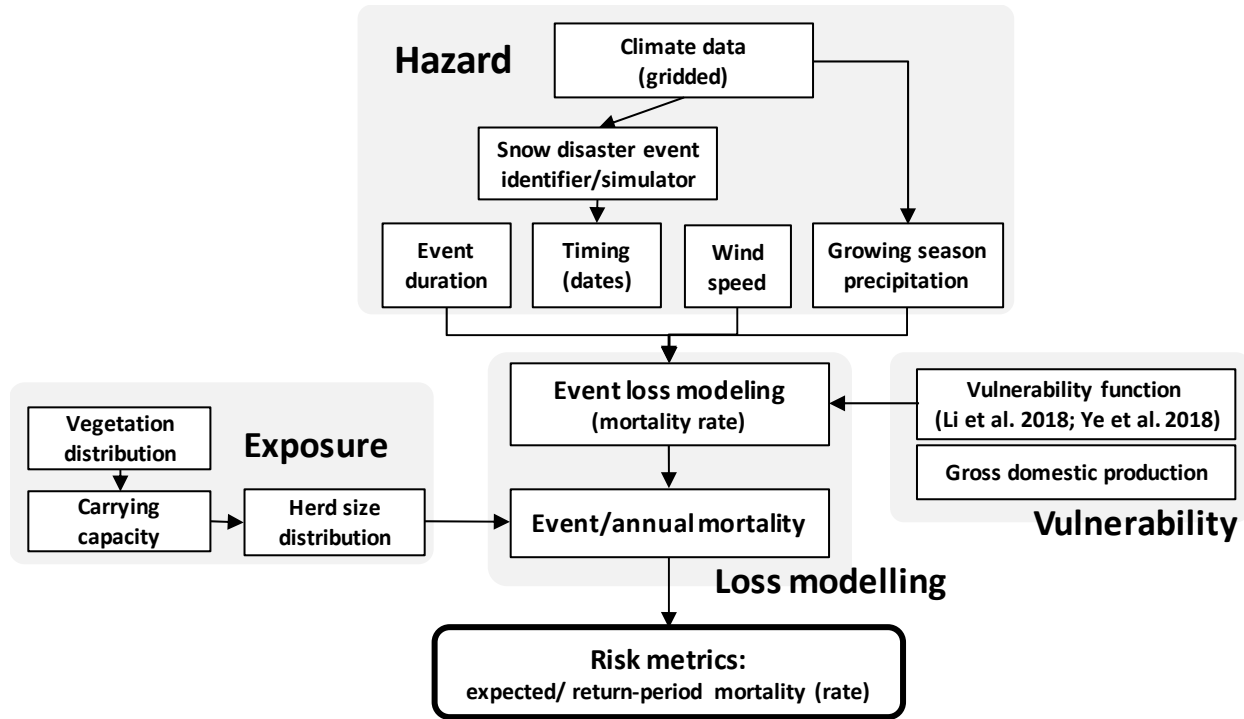 Hazard
Climate data
(gridded)
Snow disaster event
identifier/simulator
Event
duration
Timing
(dates)
Wind
speed
Growing season
precipitation
Exposure
Vegetation
distribution
Carrying
capacity
Herd size
distribution
Event loss modeling
(mortality rate)
Event/annual mortality
Loss modelling
Vulnerability function
(Li et al. 2018; Ye et al. 2018)
Gross domestic production
Vulnerability
Risk metrics:
expected/ return-period mortality (rate)